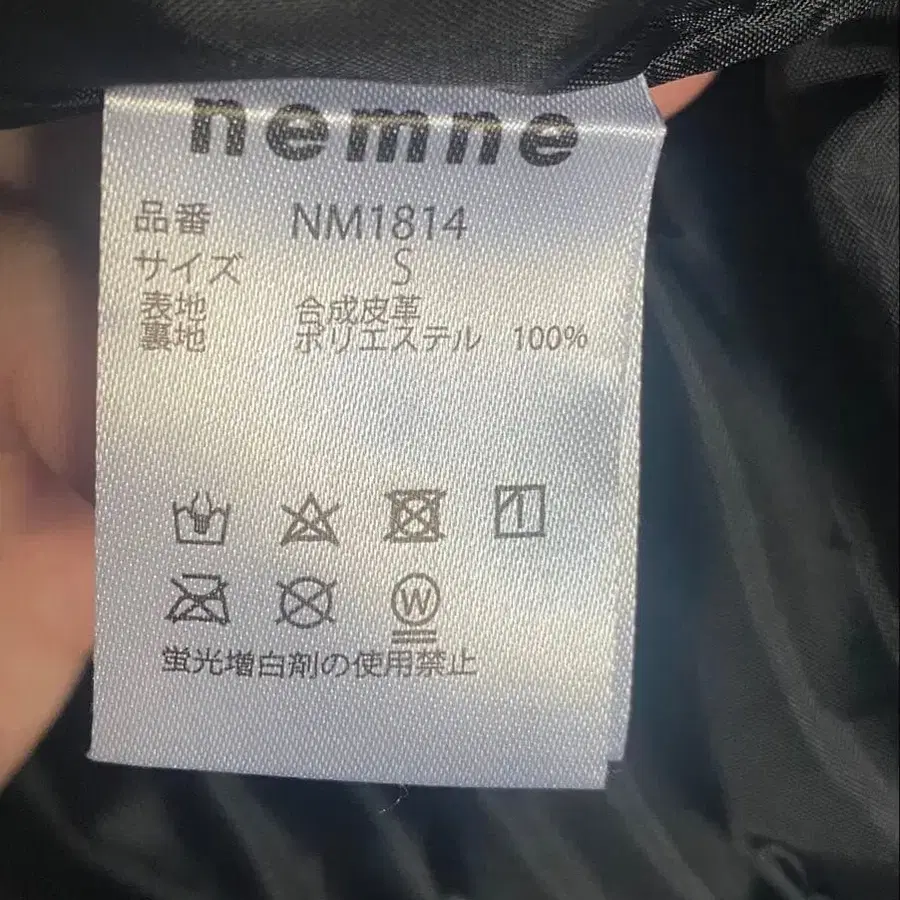 nemne
品番 NM1814
サイズ S
表地 合成皮革
裏地 ポリエステル 100%
W
蛍光増白剤の使用禁止